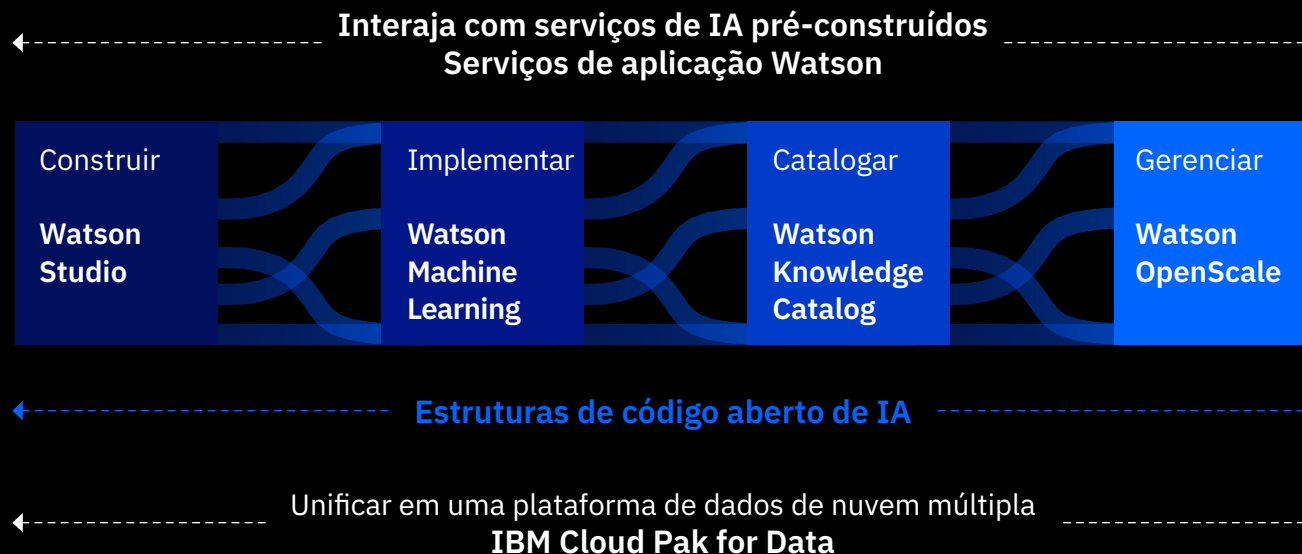 Interaja com serviços de IA pré-construídos
Serviços de aplicação Watson
Construir
Watson
Studio
Implementar
Watson
Machine
Learning
Catalogar
Watson
Knowledge
Catalog
Gerenciar
Watson
OpenScale
Estruturas de código aberto de IA
Unificar em uma plataforma de dados de nuvem múltipla
IBM Cloud Pak for Data